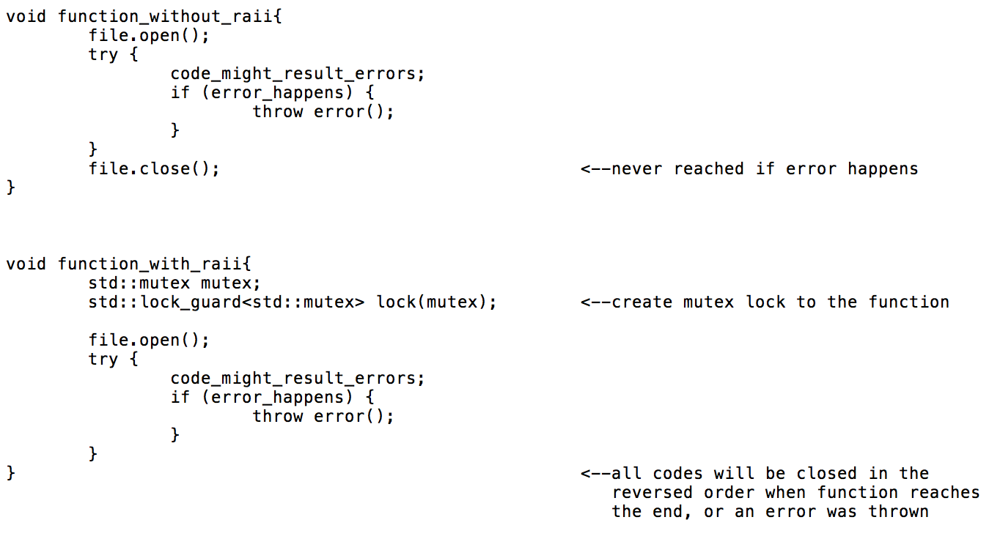 void function_without_raii{
        file.open();
        try {
                code_might_result_errors;
                if (error_happens) {
                        throw error();
                }
        }
        file.close();                                   <--never reached if error happens
}

void function_with_raii{
        std::mutex mutex;
        std::lock_guard<std::mutex> lock(mutex);        <--create mutex lock to the function

        file.open();
        try {
                code_might_result_errors;
                if (error_happens) {
                        throw error();
                }
        }
}                                                       <--all codes will be closed in the
                                                           reversed order when function reaches
                                                           the end, or an error was thrown